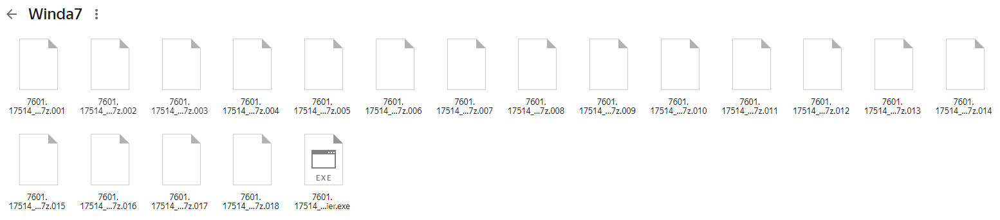 Winda7
7601.
17514_...7z.001
7601.
17514_...7z.002
7601.
17514_...7z.003
7601.
17514_...7z.004
7601.
17514_...7z.005
7601.
17514_...7z.006
7601.
17514_...7z.007
7601.
17514_...7z.008
7601.
17514_...7z.009
7601.
17514_...7z.010
7601.
17514_...7z.011
7601.
17514_...7z.012
7601.
17514_...7z.013
7601.
17514_...7z.014
7601.
17514_...7z.015
7601.
17514_...7z.016
7601.
17514_...7z.017
7601.
17514_...7z.018
EXE
7601.
17514_...ier.exe